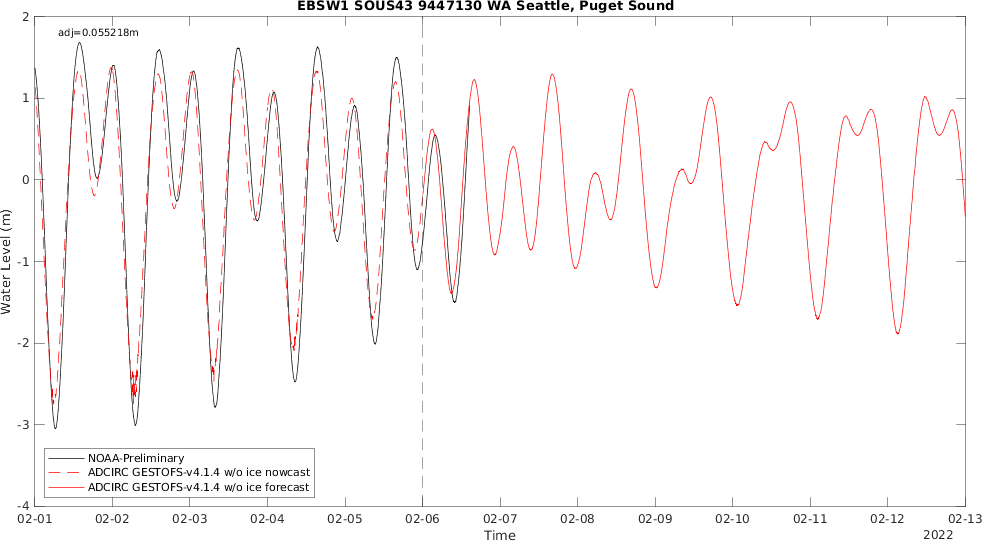 EBSW1 SOUS43 9447130 WA Seattle, Puget Sound
adj=0.055218m
2
1
0
-1
-2
-3
-4
Water Level (m)
NOAA-Preliminary
ADCIRC GESTOFS-v4.1.4 w/o ice nowcast
ADCIRC GESTOFS-v4.1.4 w/o ice forecast
02-01 02-02 02-03 02-04 02-05 02-06 02-07 02-08 02-09 02-10 02-11 02-12 02-13
Time
2022